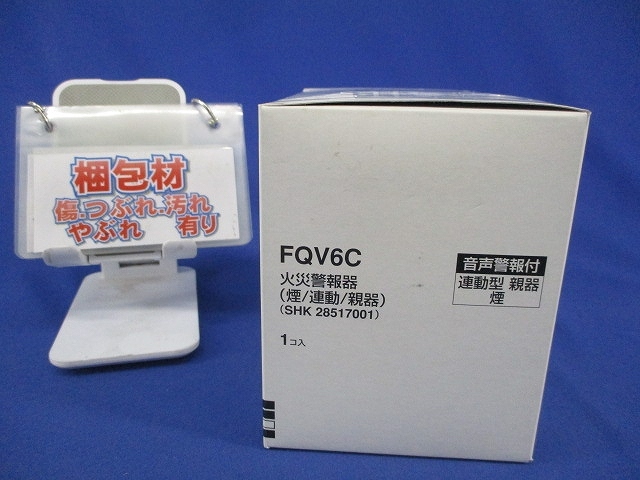 梱包材
傷・つぶれ・汚れ
やぶれ 有り
FQV6C
火災警報器
(煙/連動/親器)
(SHK 28517001)
1コ入
音声警報付
連動型 親器
煙